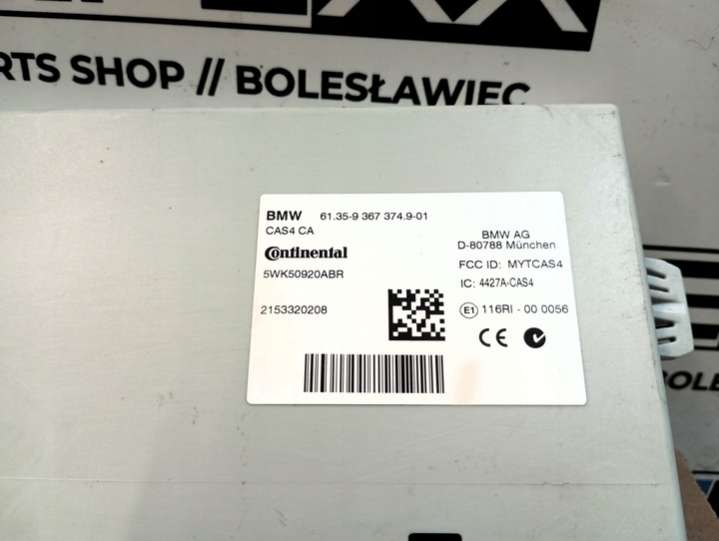 RTS SHOP // BOLESŁAWIEC
BMW 61.35-9 367 374.9-01
CAS4 CA
Continental
5WK50920ABR
2153320208
BMW AG
D-80788 München
FCC ID: MYTCAS4
IC: 4427A-CAS4
E1 116RI - 00 0056
CE
BOLE